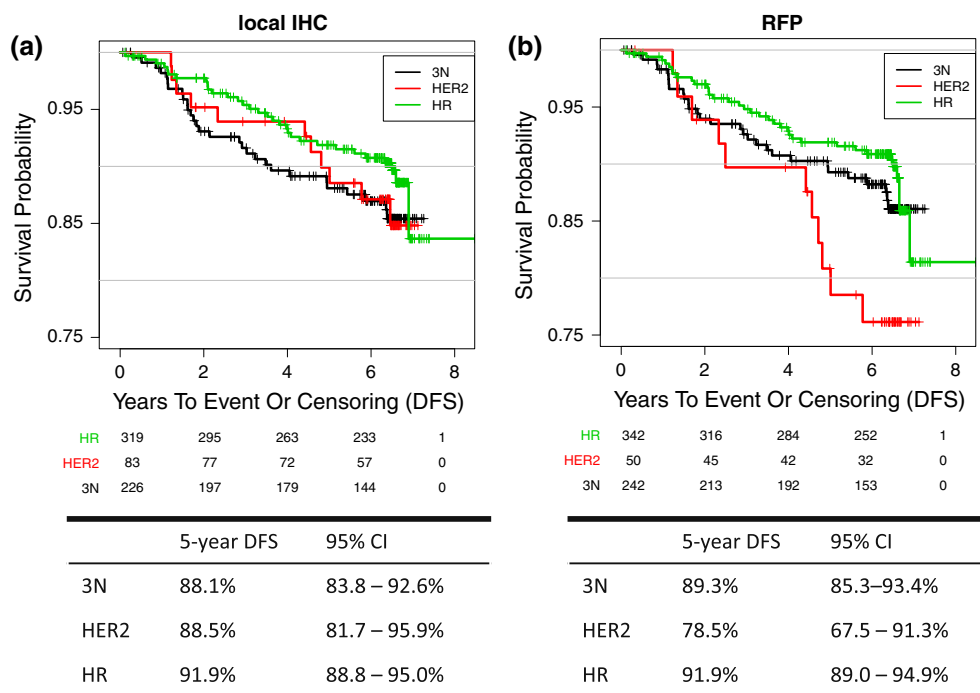 (a)
local IHC
Survival Probability
0.95
0.85
0.75
3N
HER2
HR
0 2 4 6 8
Years To Event Or Censoring (DFS)
HR 319 295 263 233 1
HER2 83 77 72 57 0
3N 226 197 179 144 0
5-year DFS 95% CI
3N 88.1% 83.8 – 92.6%
HER2 88.5% 81.7 – 95.9%
HR 91.9% 88.8 – 95.0%
(b)
RFP
Survival Probability
0.95
0.85
0.75
3N
HER2
HR
0 2 4 6 8
Years To Event Or Censoring (DFS)
HR 342 316 284 252 1
HER2 50 45 42 32 0
3N 242 213 192 153 0
5-year DFS 95% CI
3N 89.3% 85.3–93.4%
HER2 78.5% 67.5 – 91.3%
HR 91.9% 89.0 – 94.9%